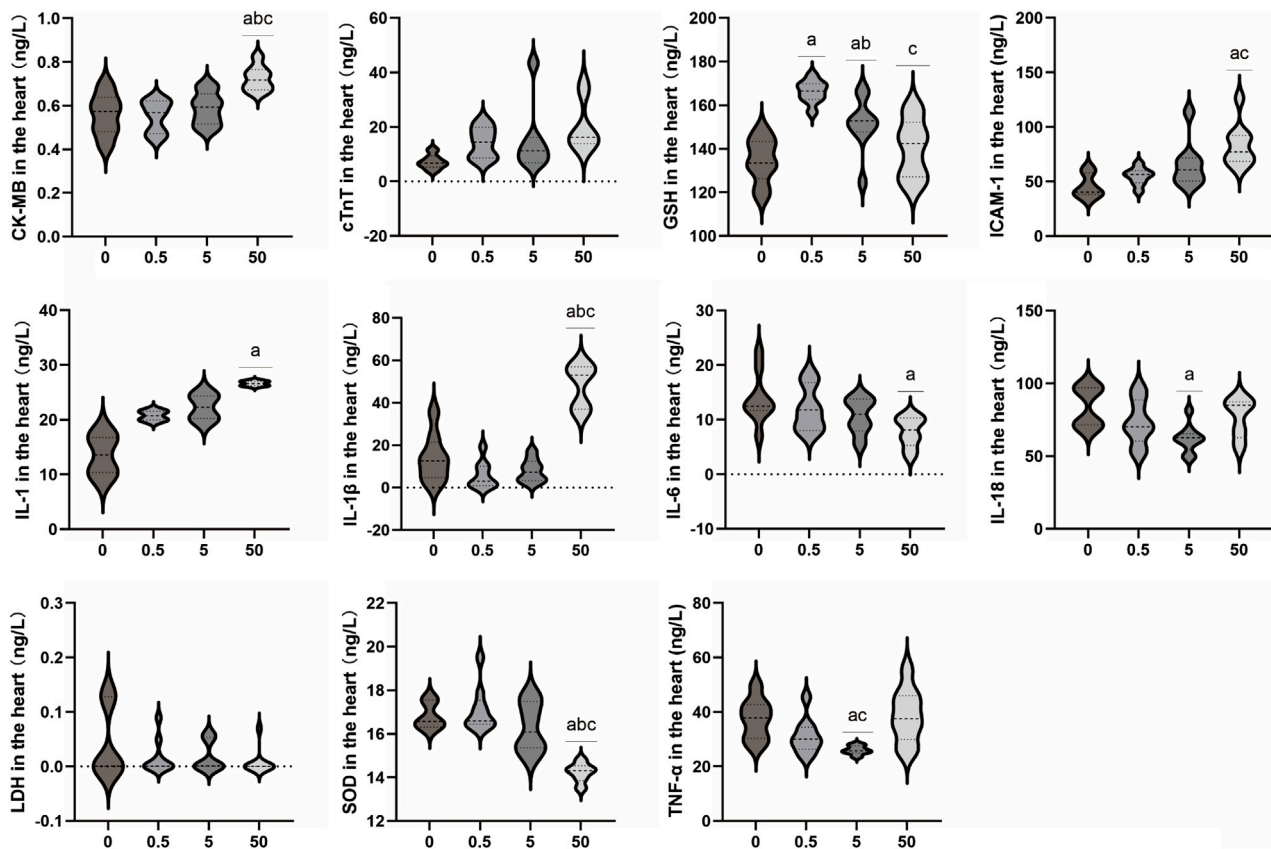 CK-MB in the heart (ng/L)
1.0
0.8
0.6
0.4
0.2
0.0
abc
0 0.5 5 50
cTnT in the heart (ng/L)
60
40
20
0
-20
0 0.5 5 50
GSH in the heart (ng/L)
200
180
160
140
120
100
a ab c
0 0.5 5 50
ICAM-1 in the heart (ng/L)
200
150
100
50
0
ac
0 0.5 5 50
IL-1 in the heart (ng/L)
40
30
20
10
0
a
0 0.5 5 50
IL-1β in the heart (ng/L)
80
60
40
20
0
-20
abc
0 0.5 5 50
IL-6 in the heart (ng/L)
30
20
10
0
-10
a
0 0.5 5 50
IL-18 in the heart (ng/L)
150
100
50
0
a
0 0.5 5 50
LDH in the heart (ng/L)
0.3
0.2
0.1
0.0
-0.1
0 0.5 5 50
SOD in the heart (ng/L)
22
20
18
16
14
12
abc
0 0.5 5 50
TNF-α in the heart (ng/L)
80
60
40
20
0
ac
0 0.5 5 50